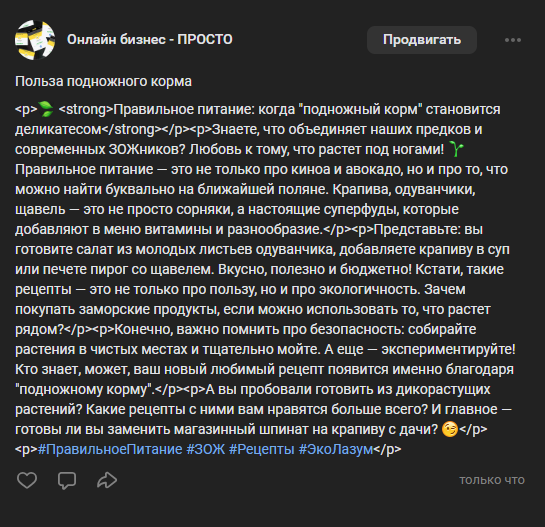 Онлайн бизнес - ПРОСТО
Продвигать
Польза подножного корма
<p>🌿 <strong>Правильное питание: когда "подножный корм" становится
деликатесом</strong></p><p>Знаете, что объединяет наших предков и
современных ЗОЖников? Любовь к тому, что растет под ногами! 🌱
Правильное питание — это не только про киноа и авокадо, но и про то, что
можно найти буквально на ближайшей поляне. Крапива, одуванчики,
щавель — это не просто сорняки, а настоящие суперфуды, которые
добавляют в меню витамины и разнообразие.</p><p>Представьте: вы
готовите салат из молодых листьев одуванчика, добавляете крапиву в суп
или печете пирог со щавелем. Вкусно, полезно и бюджетно! Кстати, такие
рецепты — это не только про пользу, но и про экологичность. Зачем
покупать заморские продукты, если можно использовать то, что растет
рядом?</p><p>Конечно, важно помнить про безопасность: собирайте
растения в чистых местах и тщательно мойте. А еще — экспериментируйте!
Кто знает, может, ваш новый любимый рецепт появится именно благодаря
"подножному корму".</p><p>А вы пробовали готовить из дикорастущих
растений? Какие рецепты с ними вам нравятся больше всего? И главное —
готовы ли вы заменить магазинный шпинат на крапиву с дачи? 😉</p>
<p>#ПравильноеПитание #ЗОЖ #Рецепты #ЭкоЛазум</p>
только что